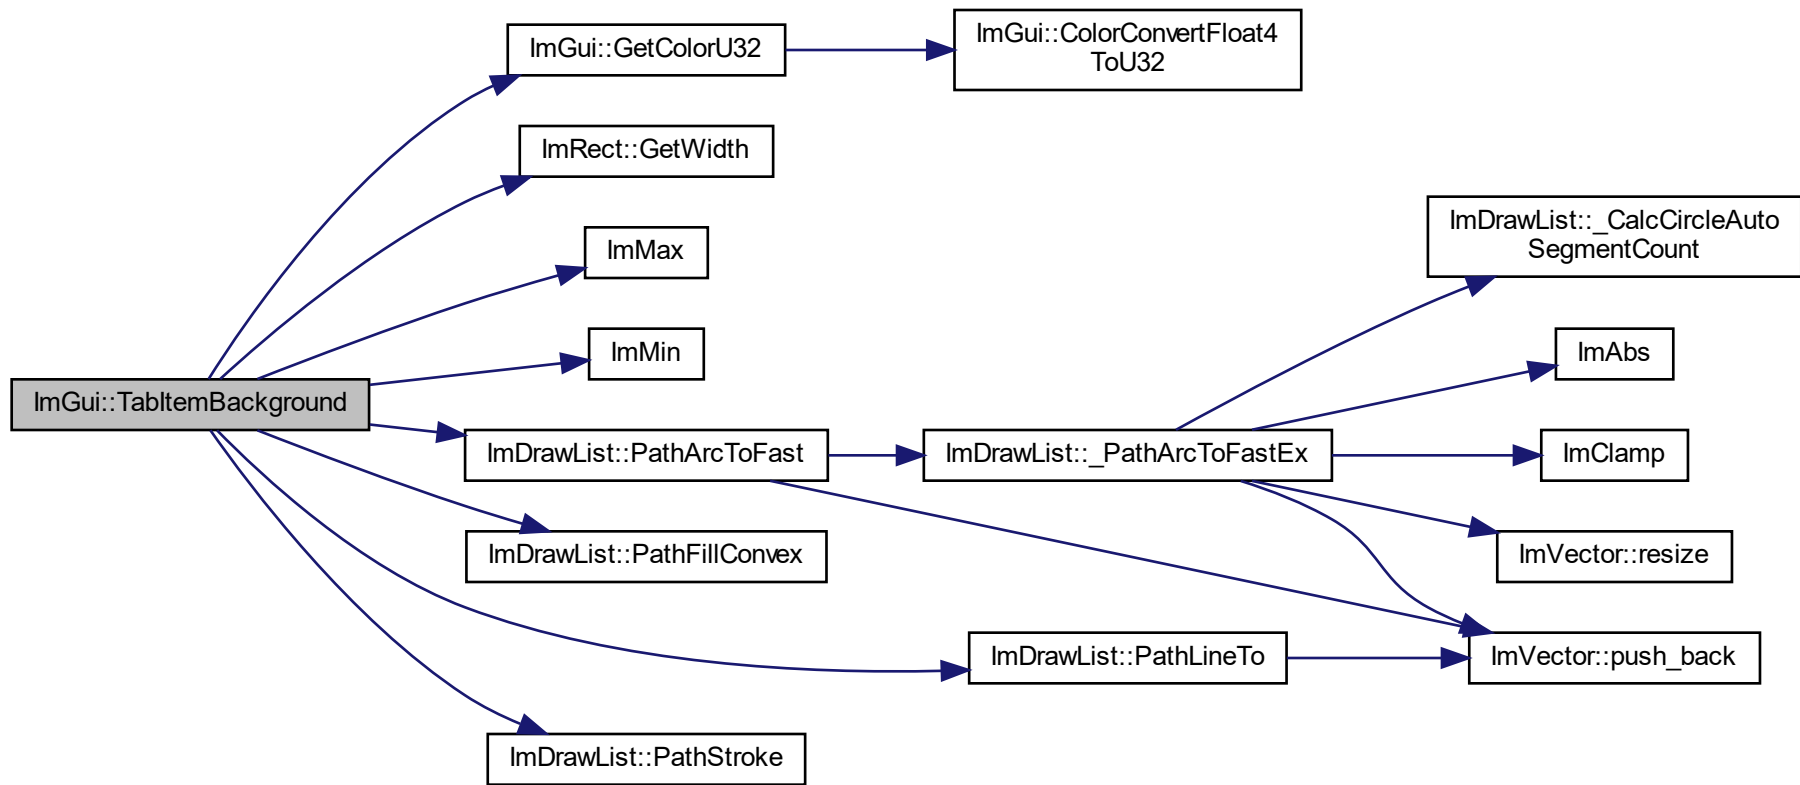 ImGui::GetColorU32
ImGui::ColorConvertFloat4
ToU32
ImRect::GetWidth
ImDrawList::_CalcCircleAuto
SegmentCount
ImMax
ImMin
ImAbs
ImGui::TabItemBackground
ImDrawList::PathArcToFast
ImDrawList::_PathArcToFastEx
ImClamp
ImDrawList::PathFillConvex
ImVector::resize
ImDrawList::PathLineTo
ImVector::push_back
ImDrawList::PathStroke